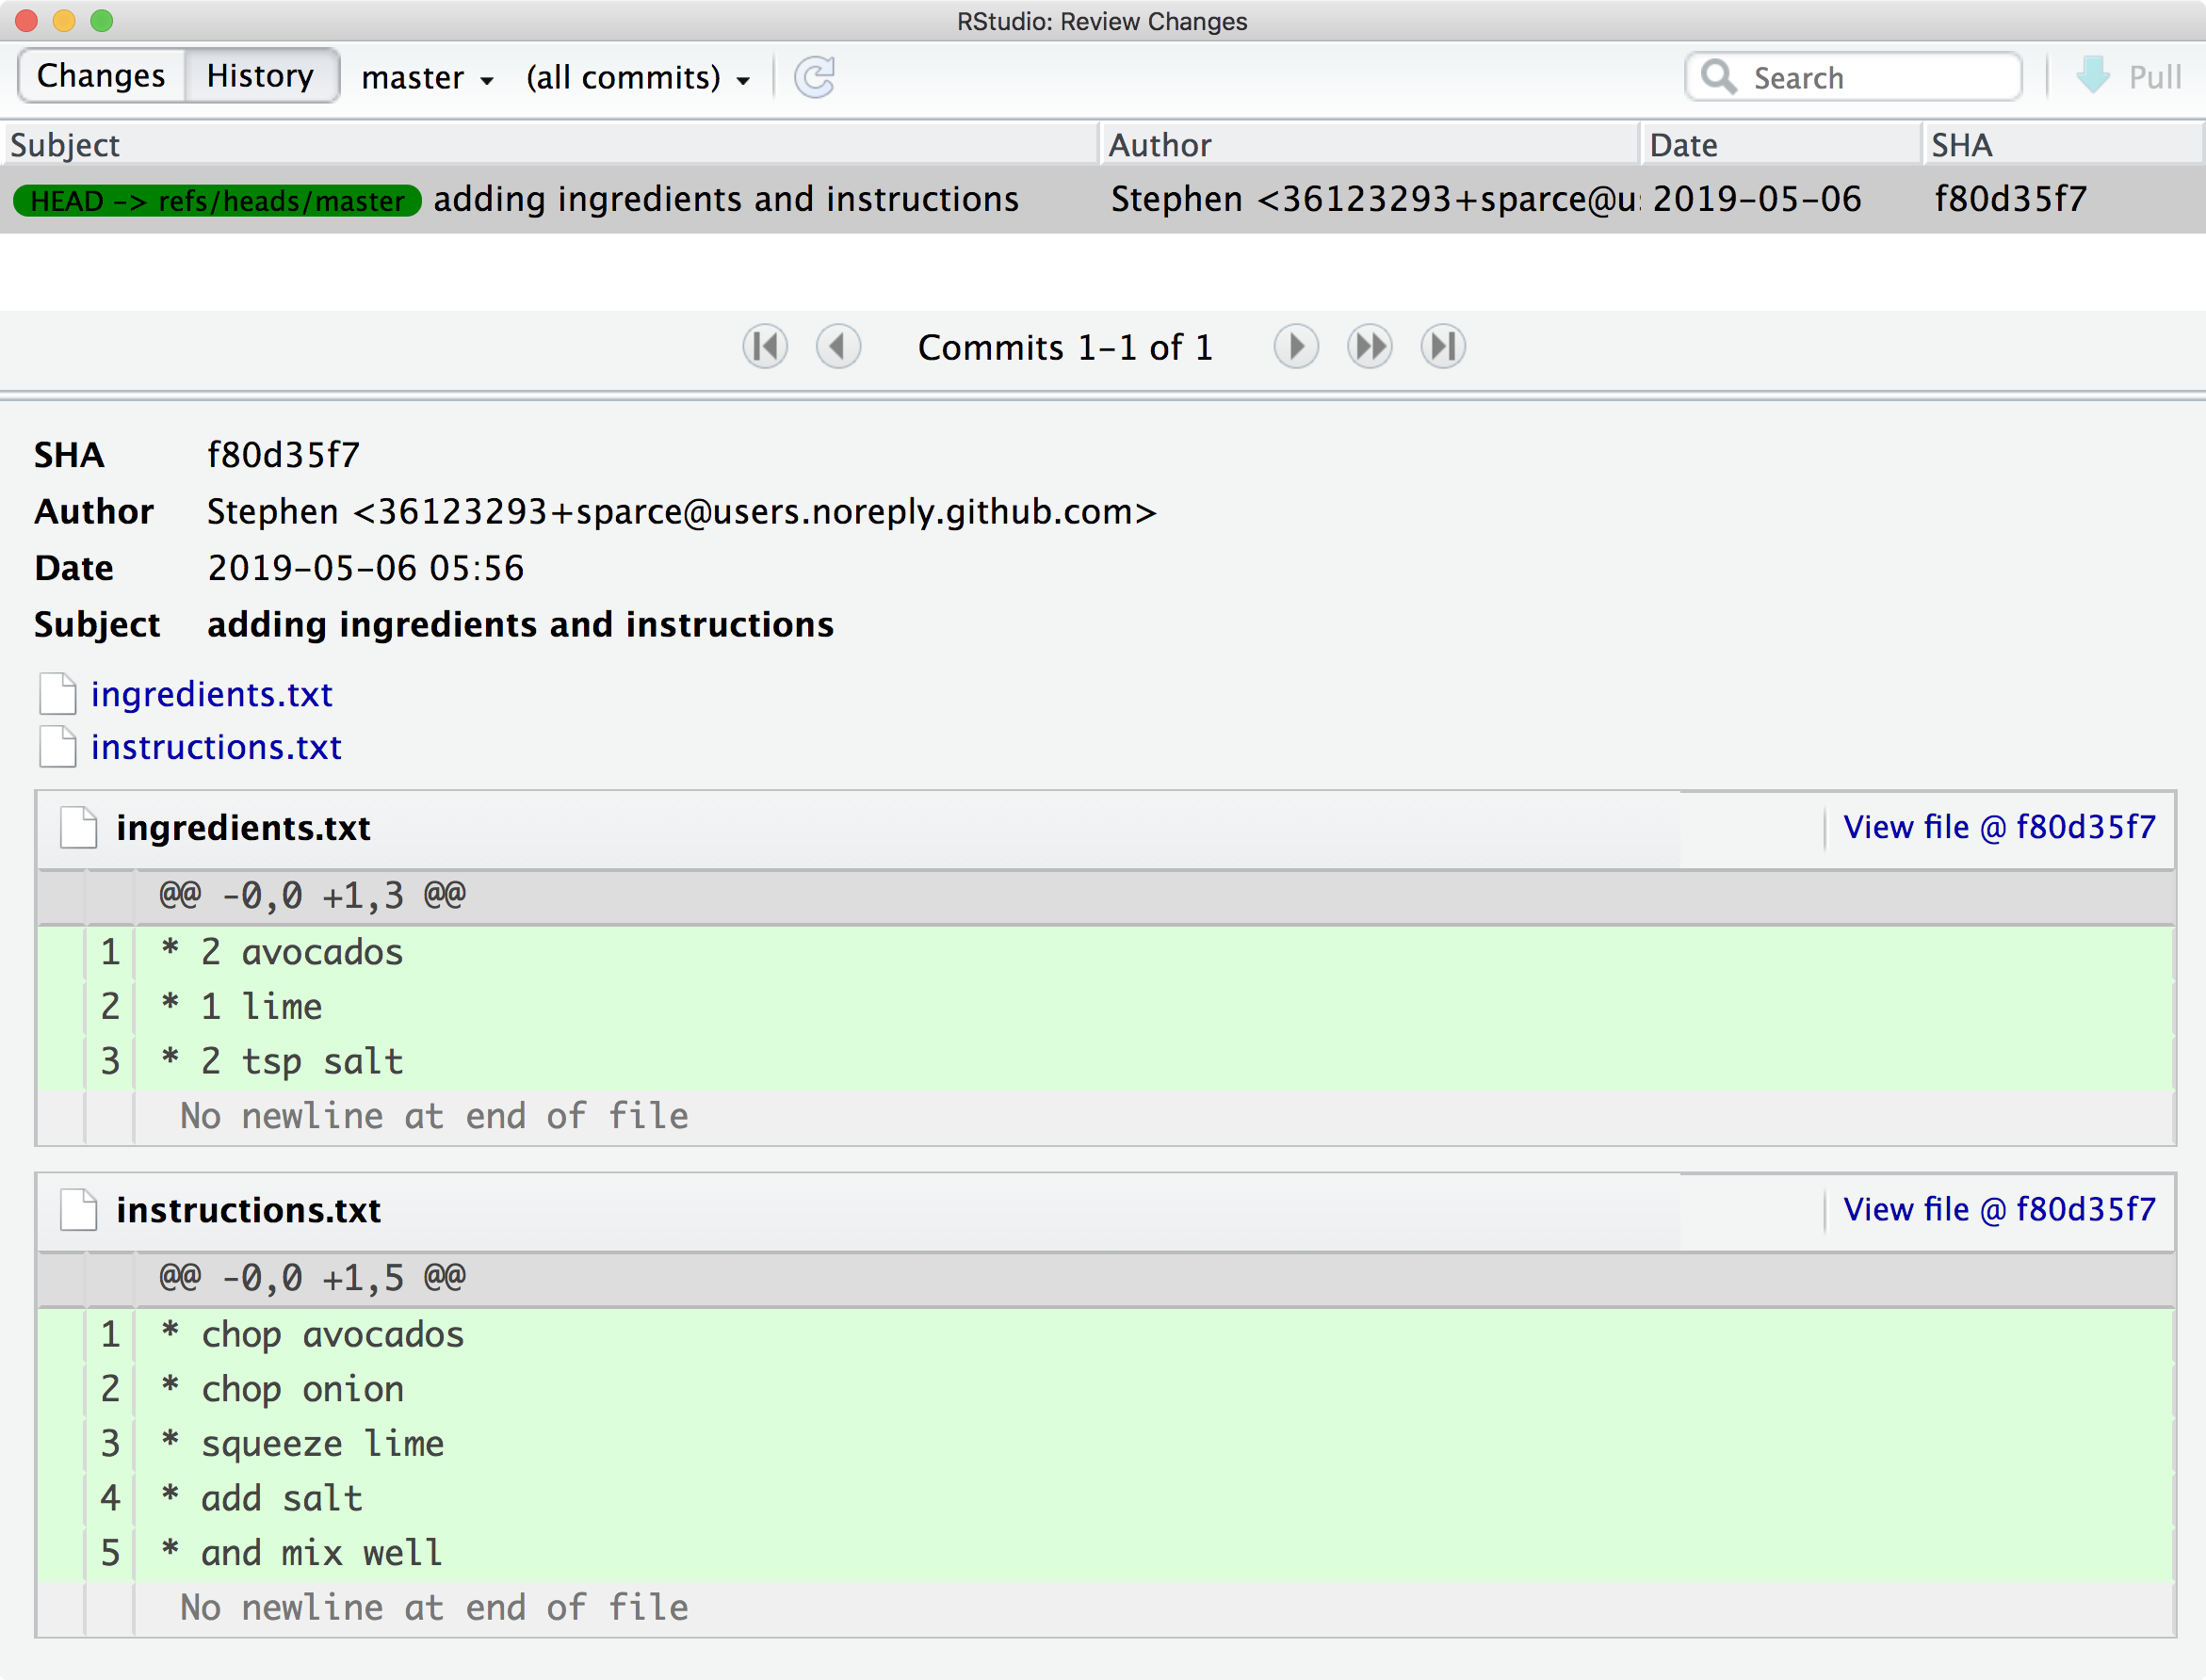 RStudio: Review Changes
Changes History master (all commits) Search Pull
Subject Author Date SHA
HEAD -> refs/heads/master adding ingredients and instructions Stephen <36123293+sparce@u 2019-05-06 f80d35f7
Commits 1-1 of 1
SHA f80d35f7
Author Stephen <36123293+sparce@users.noreply.github.com>
Date 2019-05-06 05:56
Subject adding ingredients and instructions
ingredients.txt
instructions.txt
ingredients.txt View file @ f80d35f7
@@ -0,0 +1,3 @@
1 * 2 avocados
2 * 1 lime
3 * 2 tsp salt
No newline at end of file
instructions.txt View file @ f80d35f7
@@ -0,0 +1,5 @@
1 * chop avocados
2 * chop onion
3 * squeeze lime
4 * add salt
5 * and mix well
No newline at end of file